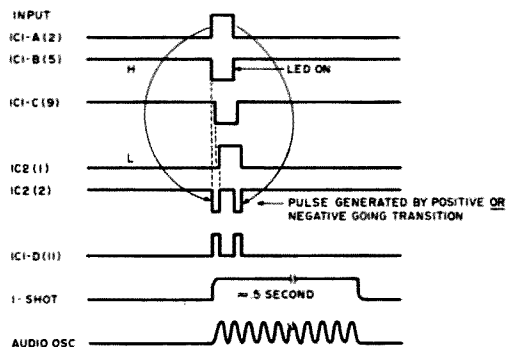 INPUT
IC1-A(2)
IC1-B(5)
H
LED ON
IC1-C(9)
L
IC2(1)
IC2(2)
PULSE GENERATED BY POSITIVE OR
NEGATIVE GOING TRANSITION
IC1-D(11)
1-SHOT
≈.5 SECOND
AUDIO OSC